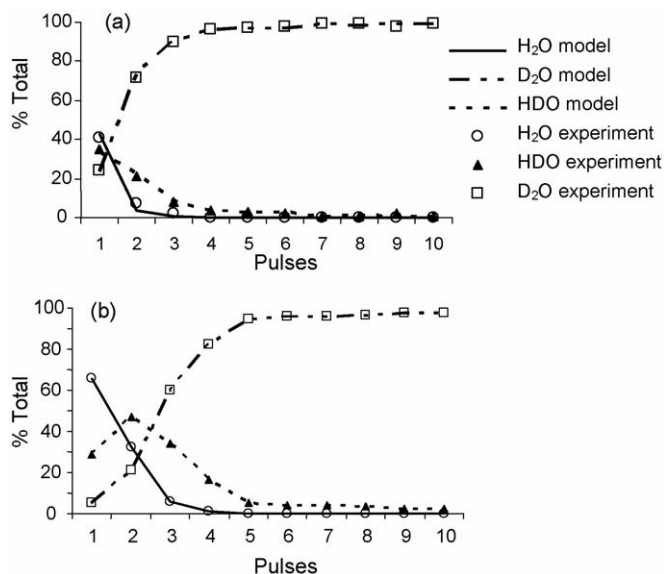 (a)
% Total
100
80
60
40
20
0
1 2 3 4 5 6 7 8 9 10
Pulses
H₂O model
D₂O model
HDO model
H₂O experiment
HDO experiment
D₂O experiment
(b)
% Total
100
80
60
40
20
0
1 2 3 4 5 6 7 8 9 10
Pulses